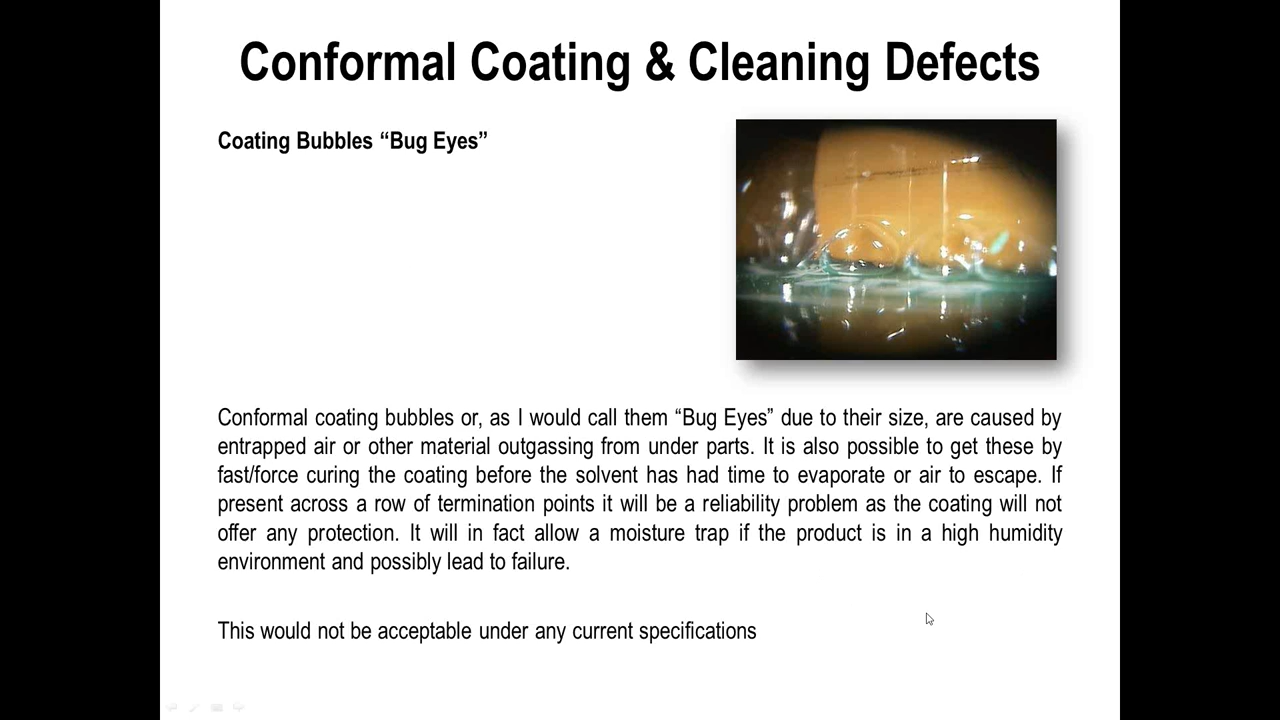 Conformal Coating & Cleaning Defects
Coating Bubbles “Bug Eyes”
Conformal coating bubbles or, as I would call them “Bug Eyes” due to their size, are caused by
entrapped air or other material outgassing from under parts. It is also possible to get these by
fast/force curing the coating before the solvent has had time to evaporate or air to escape. If
present across a row of termination points it will be a reliability problem as the coating will not
offer any protection. It will in fact allow a moisture trap if the product is in a high humidity
environment and possibly lead to failure.
This would not be acceptable under any current specifications